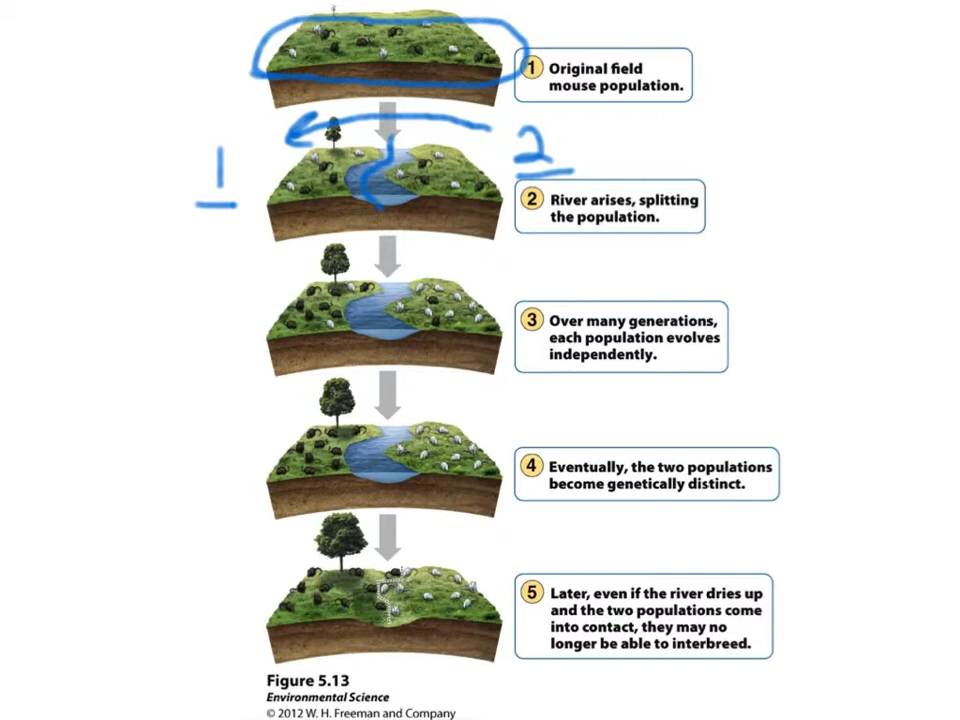 1 Original field
mouse population.
1
2
2 River arises, splitting
the population.
3 Over many generations,
each population evolves
independently.
4 Eventually, the two populations
become genetically distinct.
5 Later, even if the river dries up
and the two populations come
into contact, they may no
longer be able to interbreed.
Figure 5.13
Environmental Science
© 2012 W. H. Freeman and Company